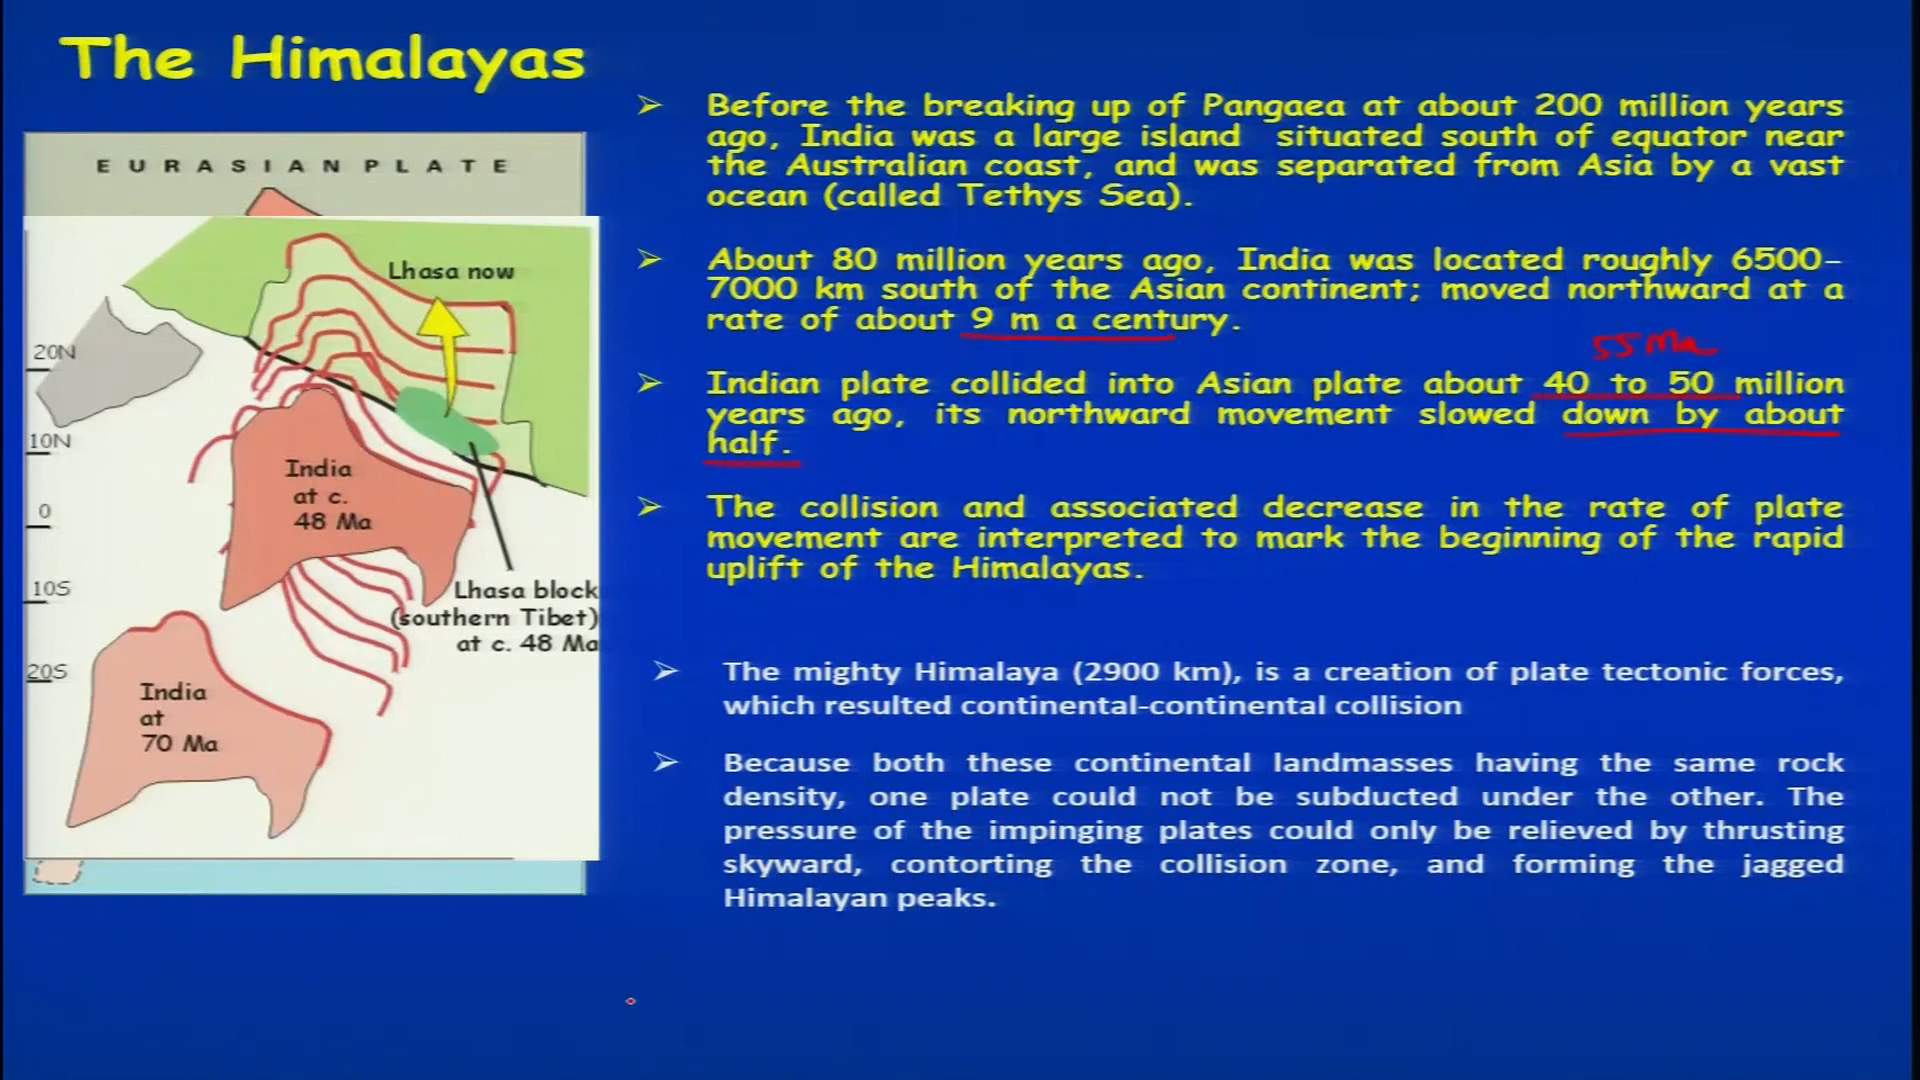 The Himalayas
EURASIAN PLATE
Lhasa now
20N
10N
0
10S
20S
India
at c.
48 Ma
Lhasa block
(southern Tibet)
at c. 48 Ma
India
at
70 Ma
➢ Before the breaking up of Pangaea at about 200 million years
ago, India was a large island situated south of equator near
the Australian coast, and was separated from Asia by a vast
ocean (called Tethys Sea).
➢ About 80 million years ago, India was located roughly 6500-
7000 km south of the Asian continent; moved northward at a
rate of about 9 m a century.
55 Ma
➢ Indian plate collided into Asian plate about 40 to 50 million
years ago, its northward movement slowed down by about
half.
➢ The collision and associated decrease in the rate of plate
movement are interpreted to mark the beginning of the rapid
uplift of the Himalayas.
➢ The mighty Himalaya (2900 km), is a creation of plate tectonic forces,
which resulted continental-continental collision
➢ Because both these continental landmasses having the same rock
density, one plate could not be subducted under the other. The
pressure of the impinging plates could only be relieved by thrusting
skyward, contorting the collision zone, and forming the jagged
Himalayan peaks.